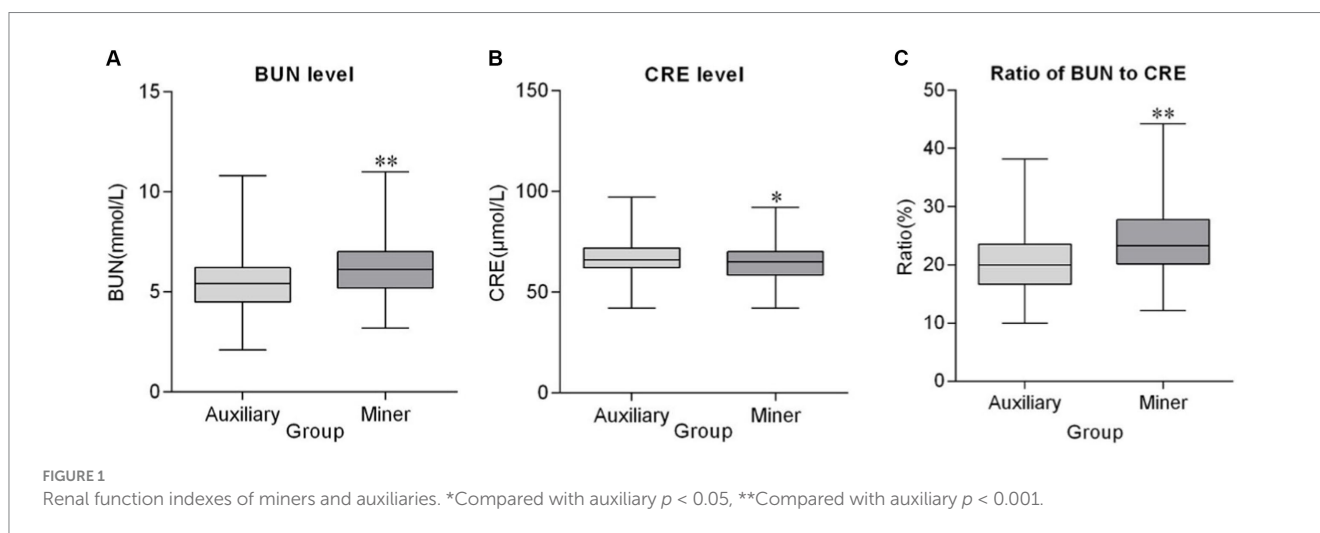 A
BUN level
BUN(mmol/L)
15
10
5
0
**
Auxiliary
Miner
Group
B
CRE level
CRE(μmol/L)
150
100
50
0
*
Auxiliary
Miner
Group
C
Ratio of BUN to CRE
Ratio(%)
50
40
30
20
10
0
**
Auxiliary
Miner
Group
FIGURE 1
Renal function indexes of miners and auxiliaries. *Compared with auxiliary p < 0.05, **Compared with auxiliary p < 0.001.